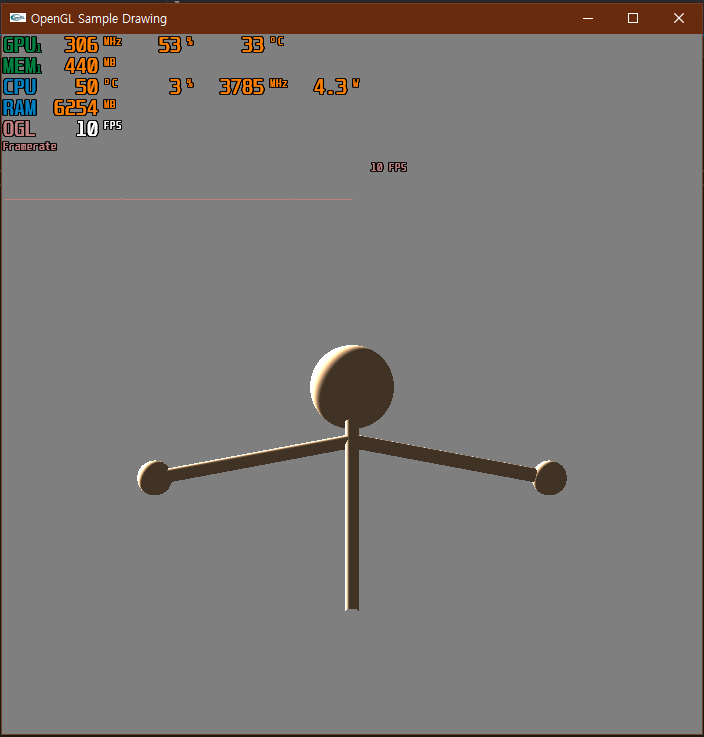 OpenGL Sample Drawing
GPU1 306 MHz 53 % 33 °C
MEM1 440 MB
CPU 50 °C 3 % 3785 MHz 4.3 W
RAM 6254 MB
OGL 10 FPS
Framerate
10 FPS